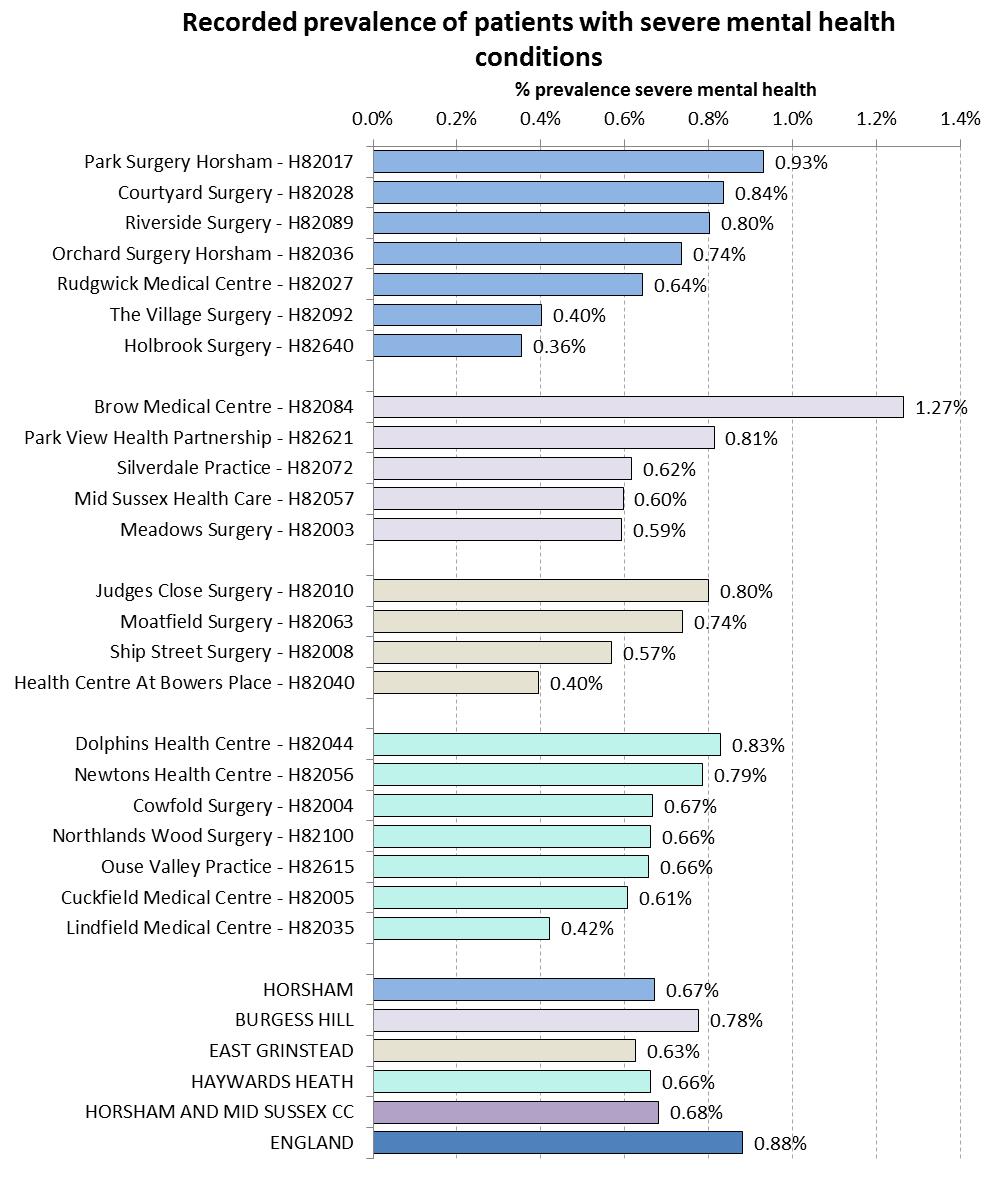 Recorded prevalence of patients with severe mental health
conditions
% prevalence severe mental health
0.0% 0.2% 0.4% 0.6% 0.8% 1.0% 1.2% 1.4%
Park Surgery Horsham - H82017 0.93%
Courtyard Surgery - H82028 0.84%
Riverside Surgery - H82089 0.80%
Orchard Surgery Horsham - H82036 0.74%
Rudgwick Medical Centre - H82027 0.64%
The Village Surgery - H82092 0.40%
Holbrook Surgery - H82640 0.36%
Brow Medical Centre - H82084 1.27%
Park View Health Partnership - H82621 0.81%
Silverdale Practice - H82072 0.62%
Mid Sussex Health Care - H82057 0.60%
Meadows Surgery - H82003 0.59%
Judges Close Surgery - H82010 0.80%
Moatfield Surgery - H82063 0.74%
Ship Street Surgery - H82008 0.57%
Health Centre At Bowers Place - H82040 0.40%
Dolphins Health Centre - H82044 0.83%
Newtons Health Centre - H82056 0.79%
Cowfold Surgery - H82004 0.67%
Northlands Wood Surgery - H82100 0.66%
Ouse Valley Practice - H82615 0.66%
Cuckfield Medical Centre - H82005 0.61%
Lindfield Medical Centre - H82035 0.42%
HORSHAM 0.67%
BURGESS HILL 0.78%
EAST GRINSTEAD 0.63%
HAYWARDS HEATH 0.66%
HORSHAM AND MID SUSSEX CC 0.68%
ENGLAND 0.88%